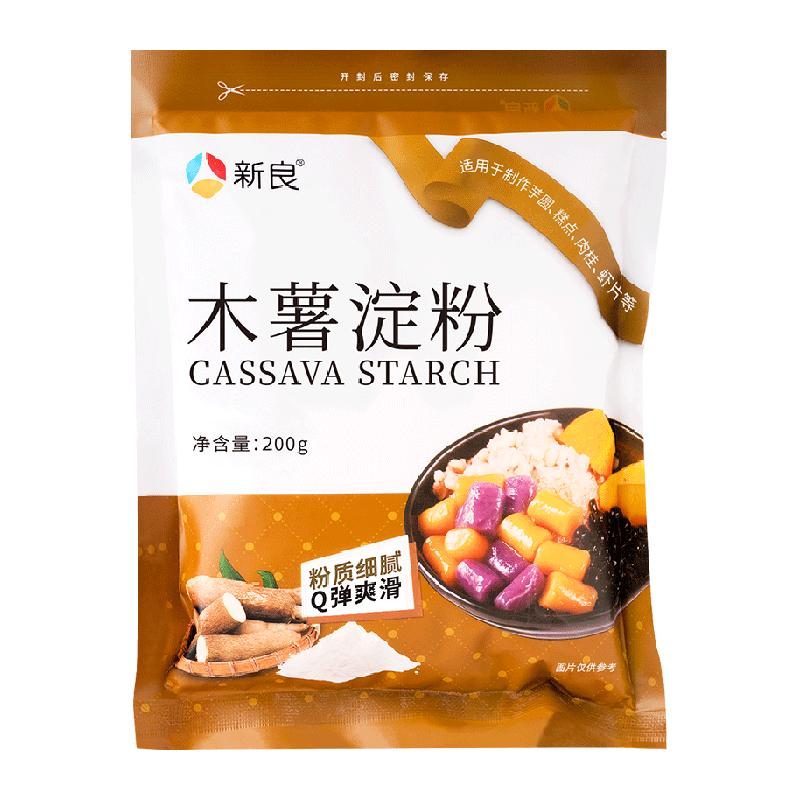 开封后密封保存
新良®
适用于制作芋圆、糕点、肉桂、虾片等
木薯淀粉
CASSAVA STARCH
净含量:200g
粉质细腻
Q弹爽滑
图片仅供参考